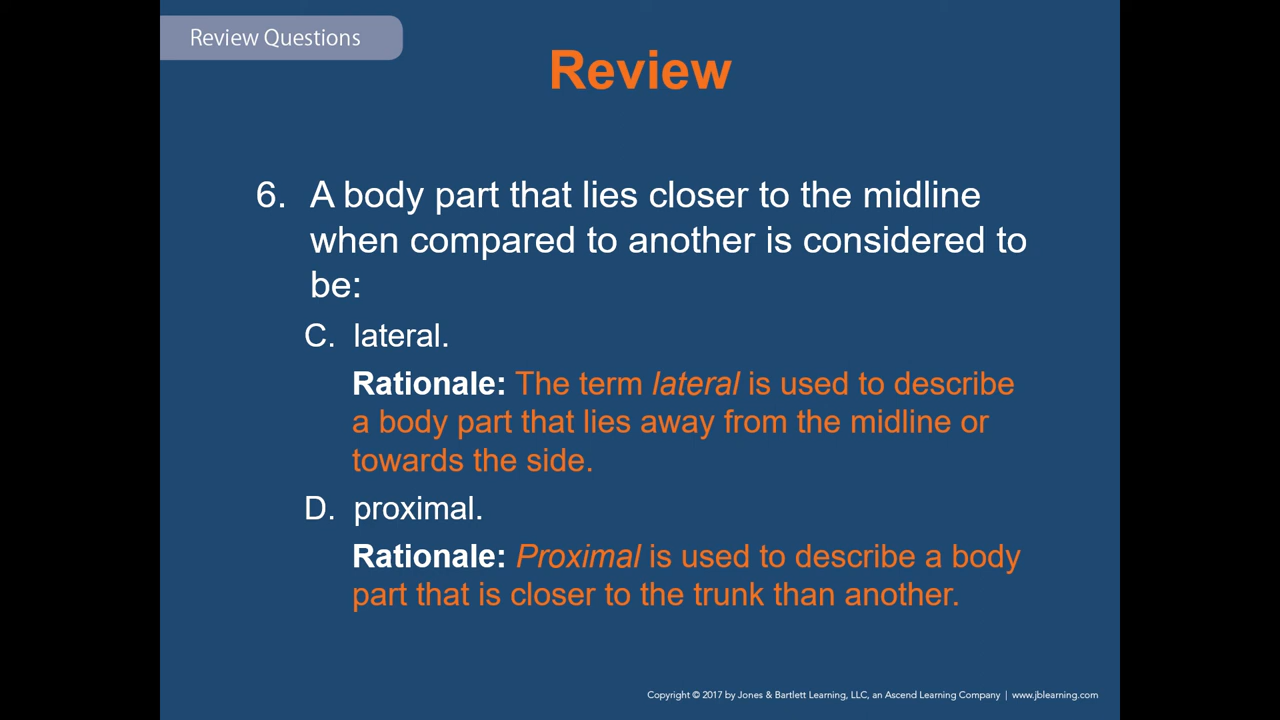 Review Questions
Review
6. A body part that lies closer to the midline
when compared to another is considered to
be:
C. lateral.
Rationale: The term lateral is used to describe
a body part that lies away from the midline or
towards the side.
D. proximal.
Rationale: Proximal is used to describe a body
part that is closer to the trunk than another.
Copyright © 2017 by Jones & Bartlett Learning, LLC, an Ascend Learning Company | www.jblearning.com